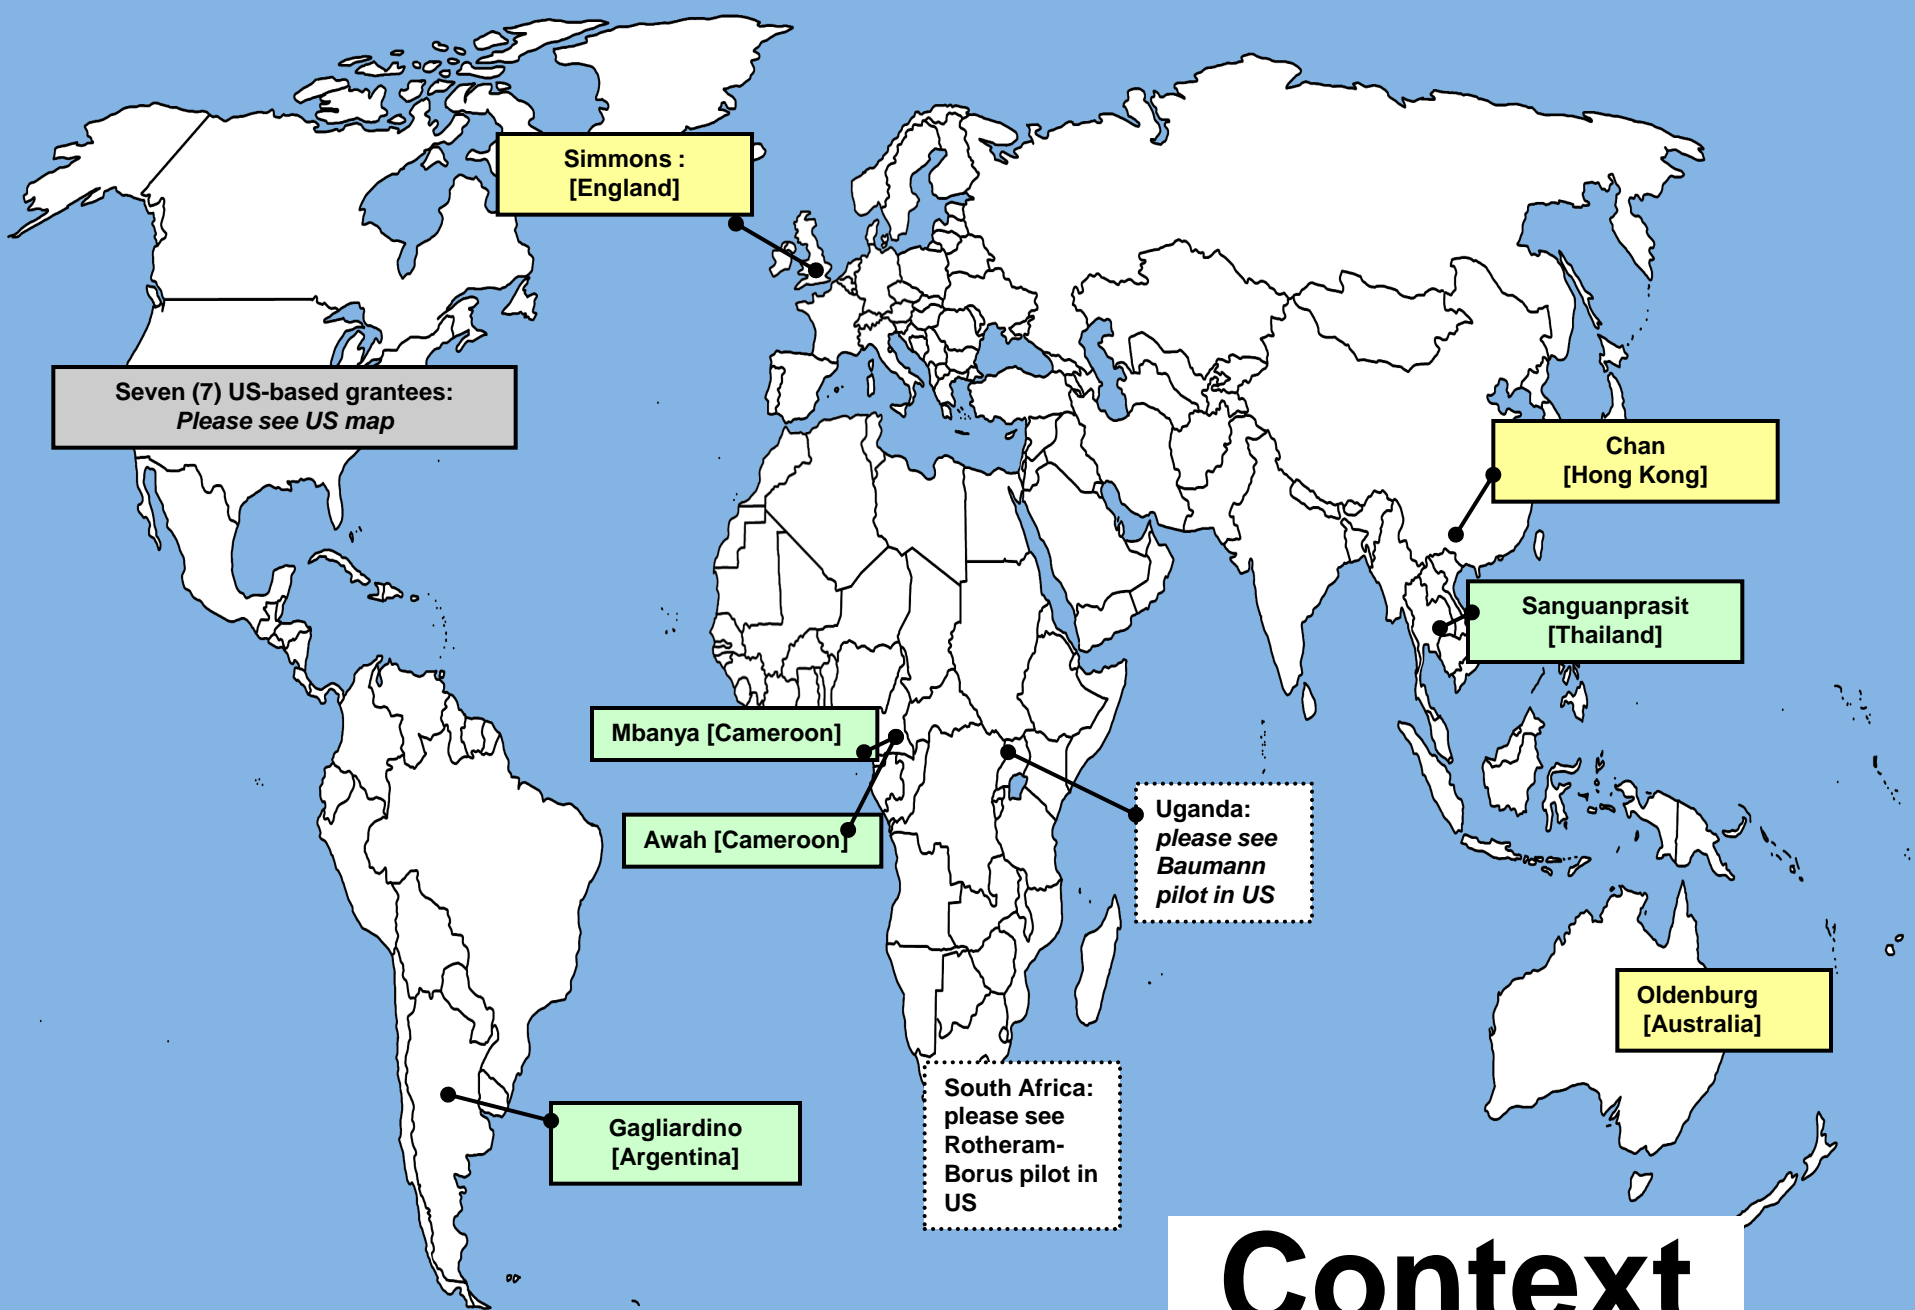 Simmons :
[England]
Seven (7) US-based grantees:
Please see US map
Chan
[Hong Kong]
Sanguanprasit
[Thailand]
Mbanya [Cameroon]
Awah [Cameroon]
Uganda:
please see
Baumann
pilot in US
Oldenburg
[Australia]
South Africa:
please see
Rotheram-
Borus pilot in
US
Gagliardino
[Argentina]
Context